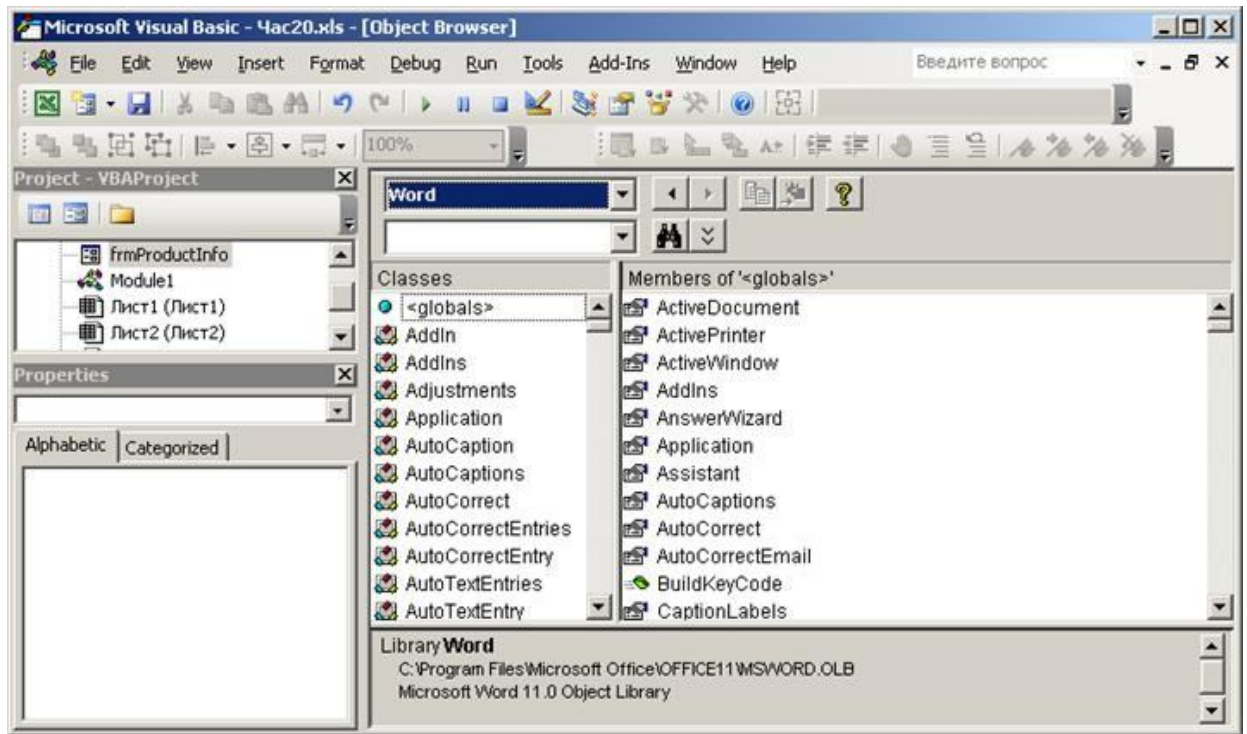 Microsoft Visual Basic - Час20.xls - [Object Browser]
File Edit View Insert Format Debug Run Tools Add-Ins Window Help Введите вопрос
100%
Project - VBAProject
frmProductInfo
Module1
Лист1 (Лист1)
Лист2 (Лист2)
Properties
Alphabetic Categorized
Word
Classes
<globals>
AddIn
AddIns
Adjustments
Application
AutoCaption
AutoCaptions
AutoCorrect
AutoCorrectEntries
AutoCorrectEntry
AutoTextEntries
AutoTextEntry
Members of '<globals>'
ActiveDocument
ActivePrinter
ActiveWindow
AddIns
AnswerWizard
Application
Assistant
AutoCaptions
AutoCorrect
AutoCorrectEmail
BuildKeyCode
CaptionLabels
Library Word
C:\Program Files\Microsoft Office\OFFICE11\MSWORD.OLB
Microsoft Word 11.0 Object Library